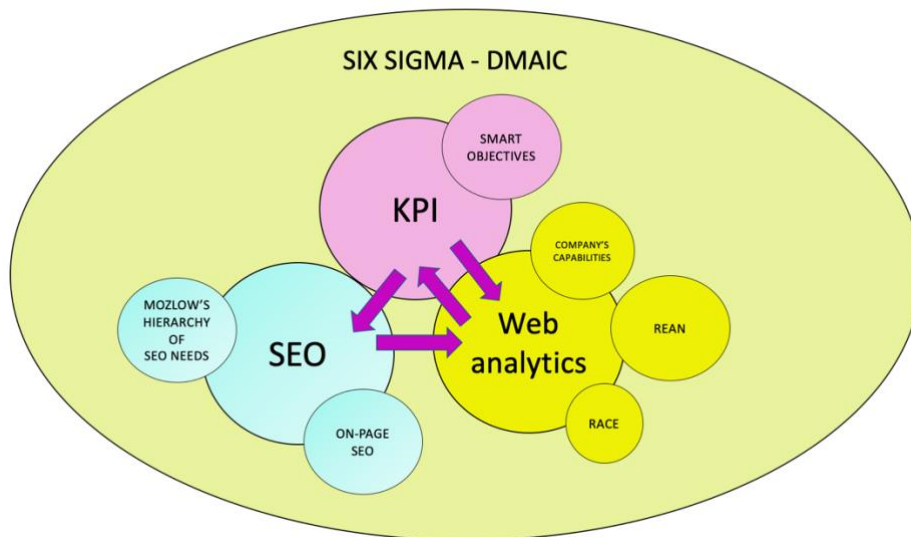 SIX SIGMA - DMAIC
SMART
OBJECTIVES
KPI
COMPANY'S
CAPABILITIES
MOZLOW'S
HIERARCHY
OF
SEO NEEDS
SEO
Web
analytics
REAN
RACE
ON-PAGE
SEO